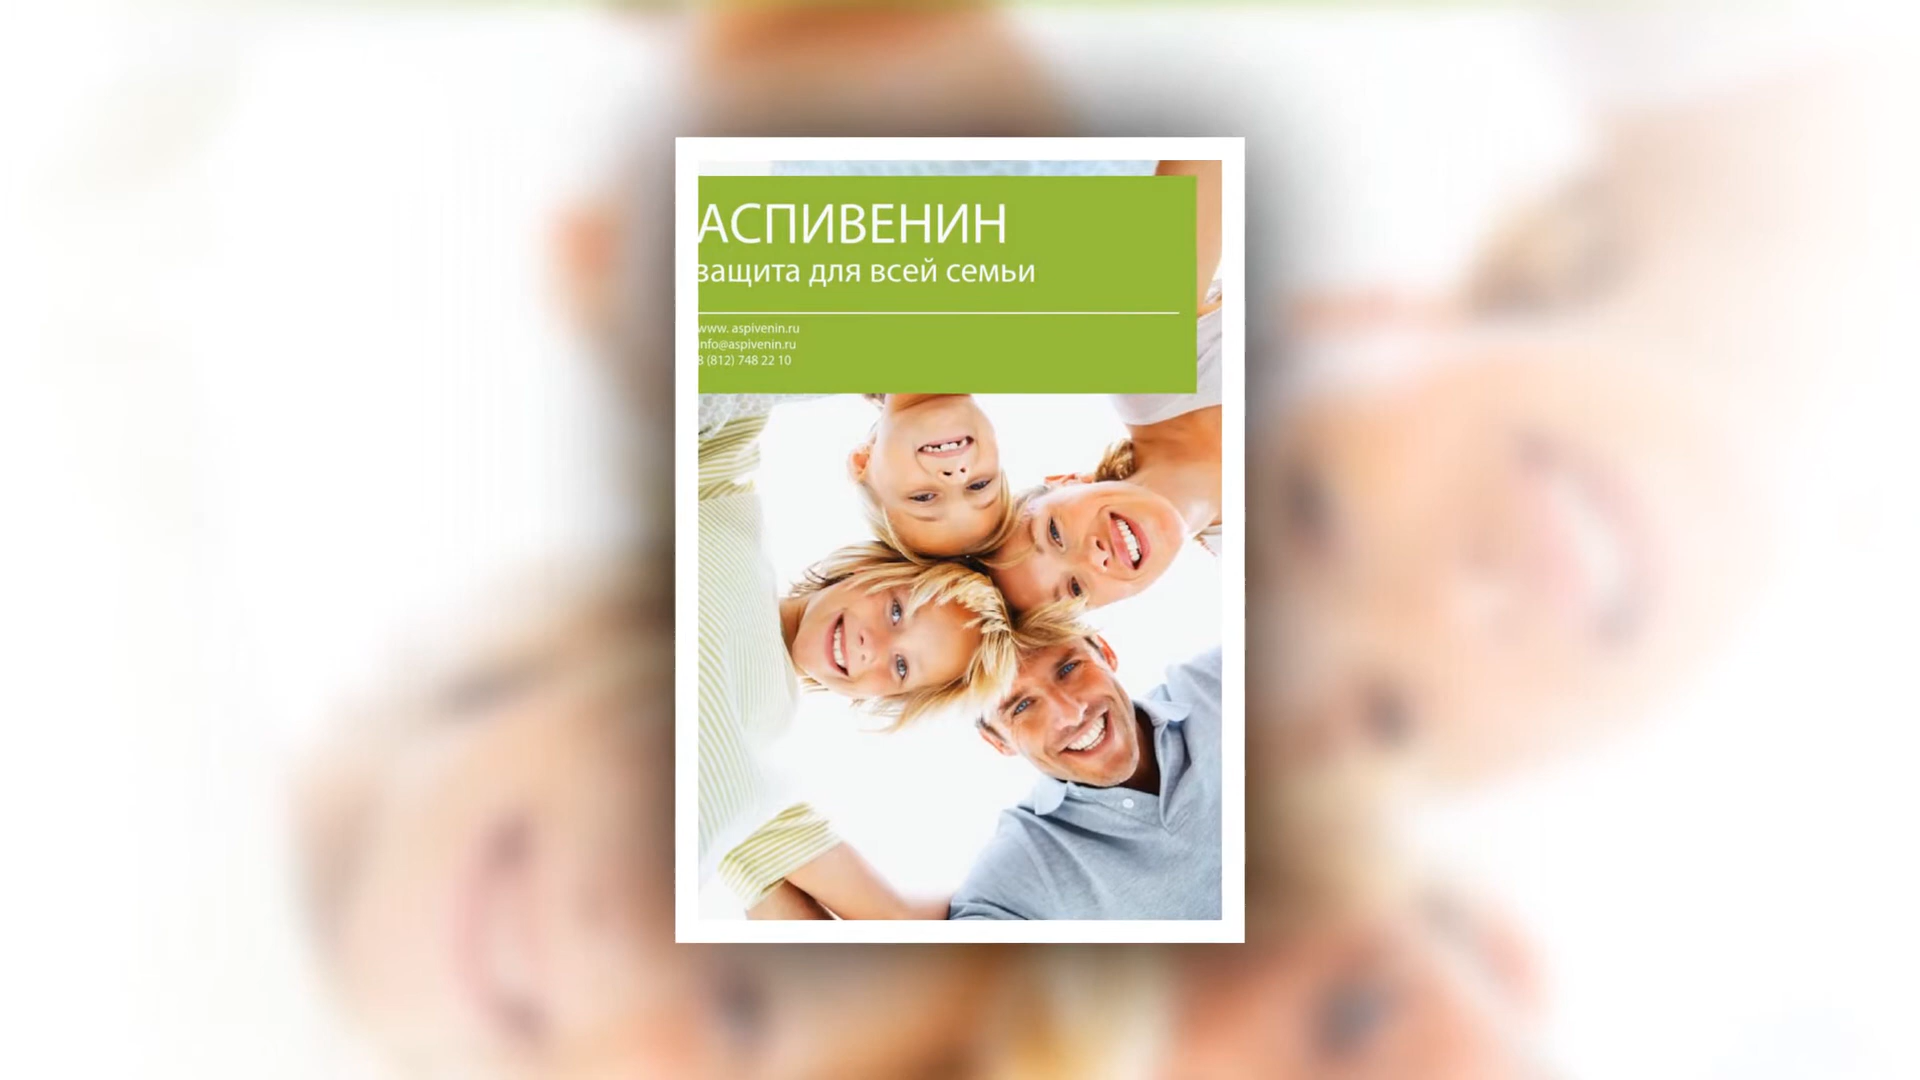 АСПИВЕНИН
защита для всей семьи
www. aspivenin.ru
info@aspivenin.ru
8 (812) 748 22 10